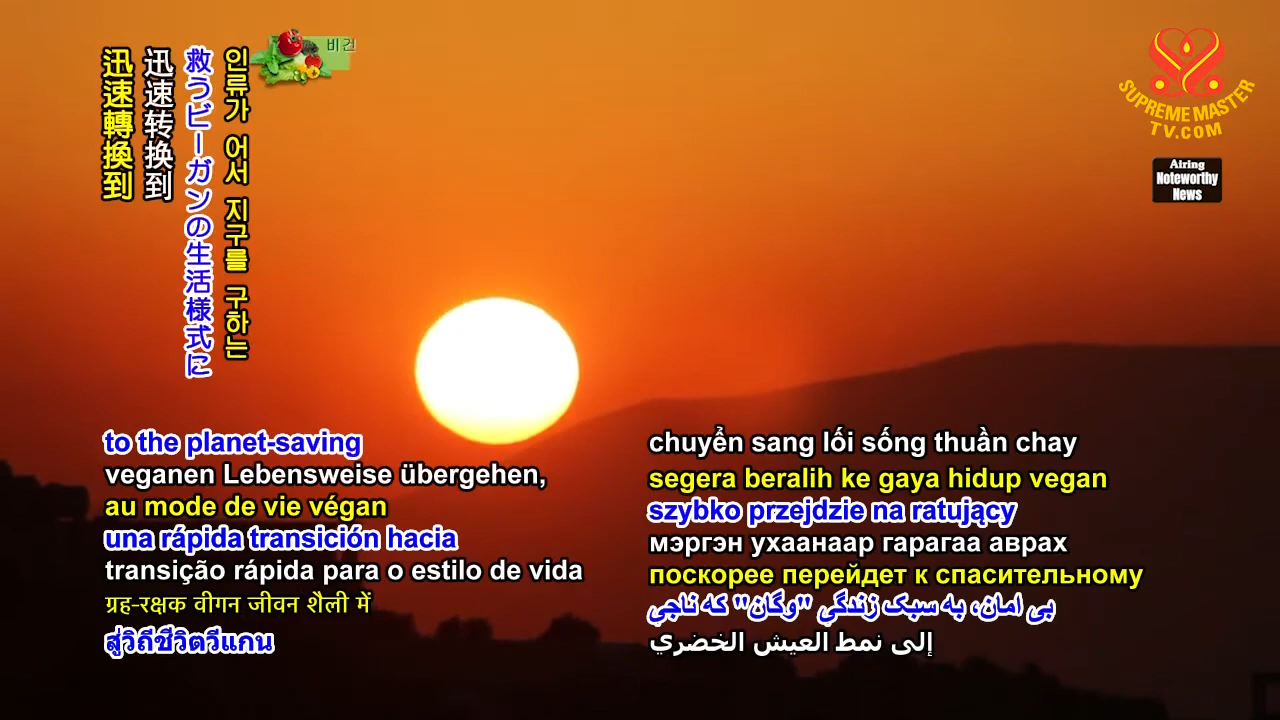 迅速轉換到
迅速转换到
救うビーガンの生活様式に
인류가 어서 지구를 구하는
비건
SUPREME MASTER
TV.COM
Airing
Noteworthy
News
to the planet-saving
veganen Lebensweise übergehen,
au mode de vie végan
una rápida transición hacia
transição rápida para o estilo de vida
ग्रह-रक्षक वीगन जीवन शैली में
สู่วิถีชีวิตวีแกน
chuyển sang lối sống thuần chay
segera beralih ke gaya hidup vegan
szybko przejdzie na ratujący
мэргэн ухаанаар гарагаа аврах
поскорее перейдет к спасительному
بی امان، به سبک زندگی "وگان" که ناجی
إلى نمط العيش الخضري